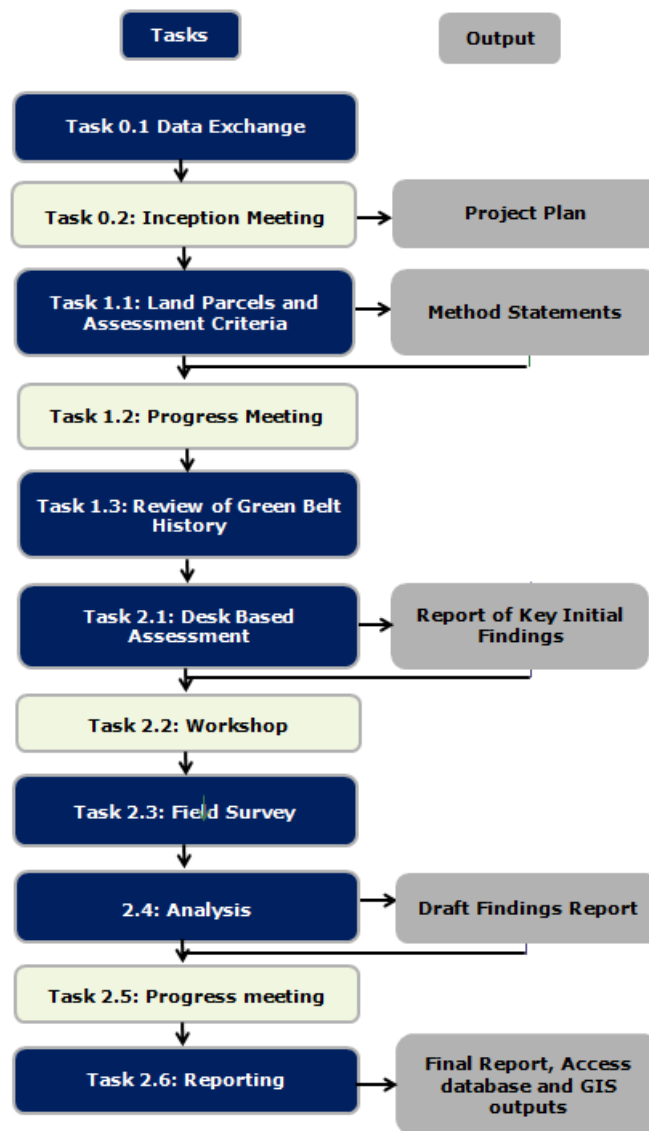 Tasks
Output
Task 0.1 Data Exchange
Task 0.2: Inception Meeting
Project Plan
Task 1.1: Land Parcels and
Assessment Criteria
Method Statements
Task 1.2: Progress Meeting
Task 1.3: Review of Green Belt
History
Task 2.1: Desk Based
Assessment
Report of Key Initial
Findings
Task 2.2: Workshop
Task 2.3: Field Survey
2.4: Analysis
Draft Findings Report
Task 2.5: Progress meeting
Task 2.6: Reporting
Final Report, Access
database and GIS
outputs